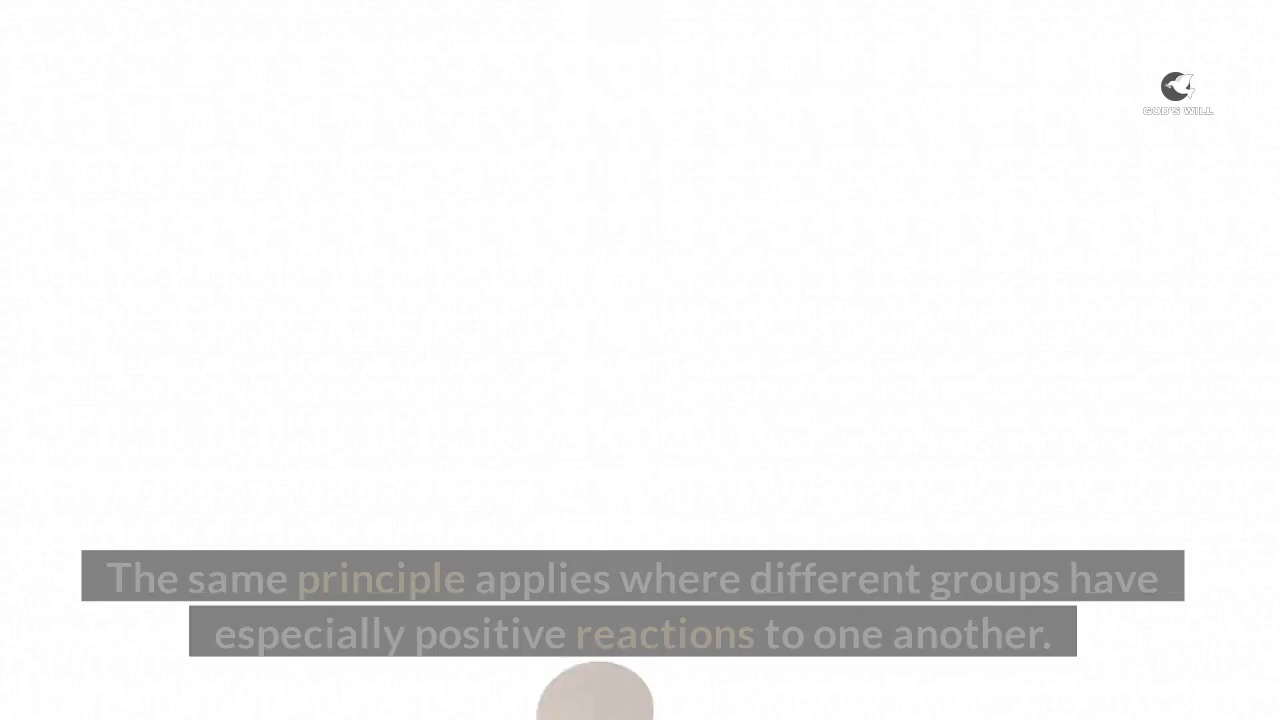 GOD'S WILL
The same principle applies where different groups have
especially positive reactions to one another.